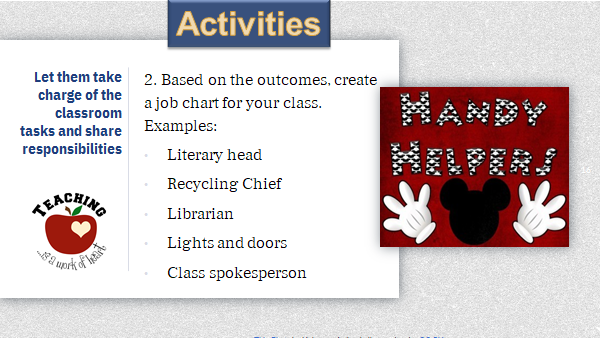 Activities
Let them take
charge of the
classroom
tasks and share
responsibilities
TEACHING
...is a work of heart
2. Based on the outcomes, create
a job chart for your class.
Examples:
Literary head
Recycling Chief
Librarian
Lights and doors
Class spokesperson
HANDY
HELPERS